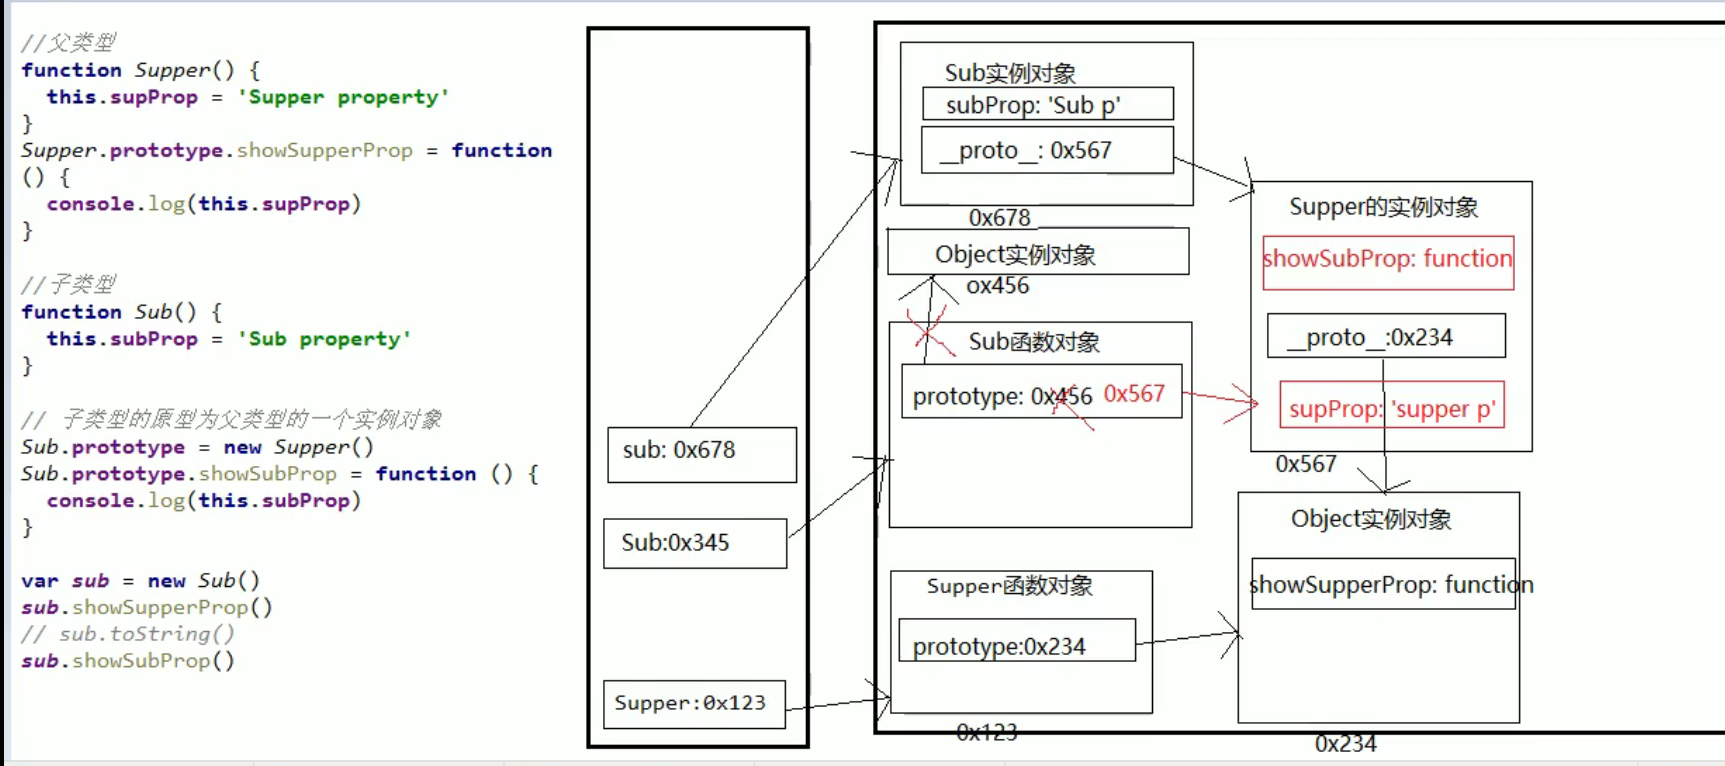 //父类型
function Supper() {
this.supProp = 'Supper property'
}
Supper.prototype.showSupperProp = function
() {
console.log(this.supProp)
}
//子类型
function Sub() {
this.subProp = 'Sub property'
}
// 子类型的原型为父类型的一个实例对象
Sub.prototype = new Supper()
Sub.prototype.showSubProp = function () {
console.log(this.subProp)
}
var sub = new Sub()
sub.showSupperProp()
// sub.toString()
sub.showSubProp()
sub: 0x678
Sub:0x345
Supper:0x123
Sub实例对象
subProp: 'Sub p'
__proto__: 0x567
0x678
Object实例对象
ox456
Sub函数对象
prototype: 0x456 0x567
Supper函数对象
prototype:0x234
0x123
Supper的实例对象
showSubProp: function
__proto__:0x234
supProp: 'supper p'
0x567
Object实例对象
showSupperProp: function
0x234